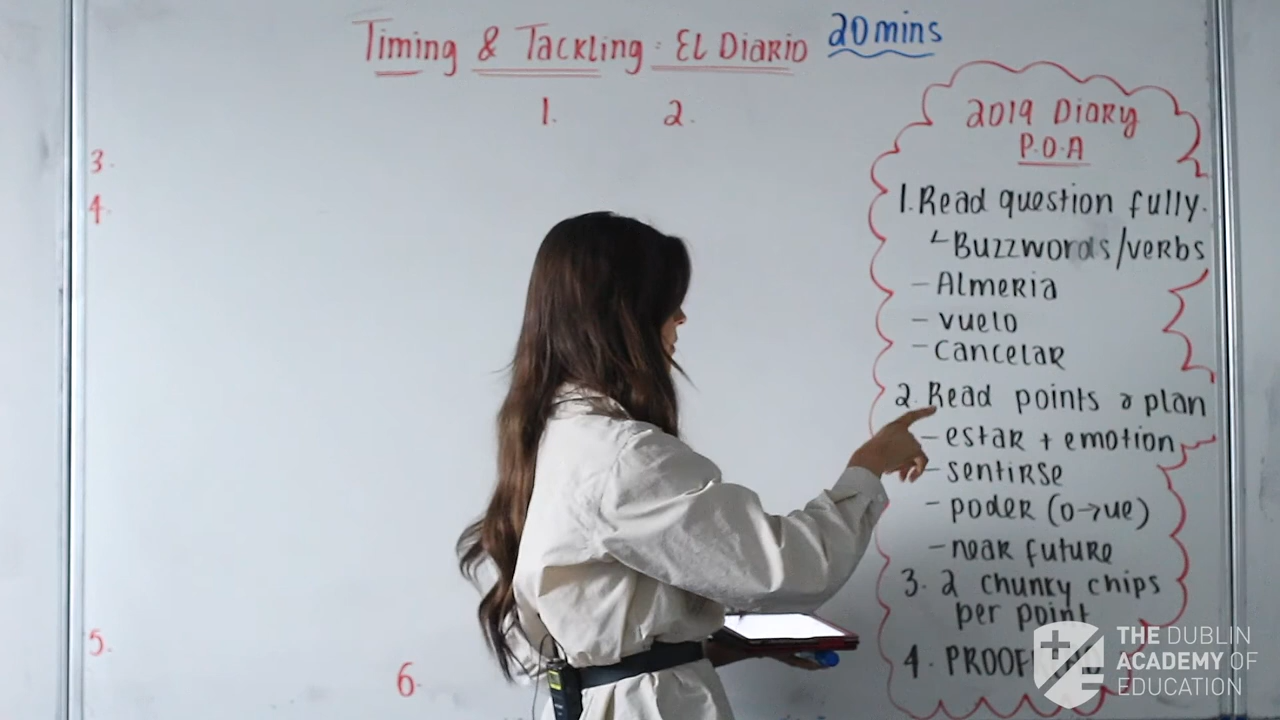 Timing & Tackling : El Diario 20 mins
1. 2.
3.
4.
5.
6.
2019 Diary
P.O.A
1. Read question fully.
Buzzwords/verbs
- Almeria
- vuelo
- cancelar
2. Read points & plan
- estar + emotion
- sentirse
- poder (o→ue)
- near future
3. 2 chunky chips
per point
4.
THE DUBLIN
ACADEMY OF
EDUCATION